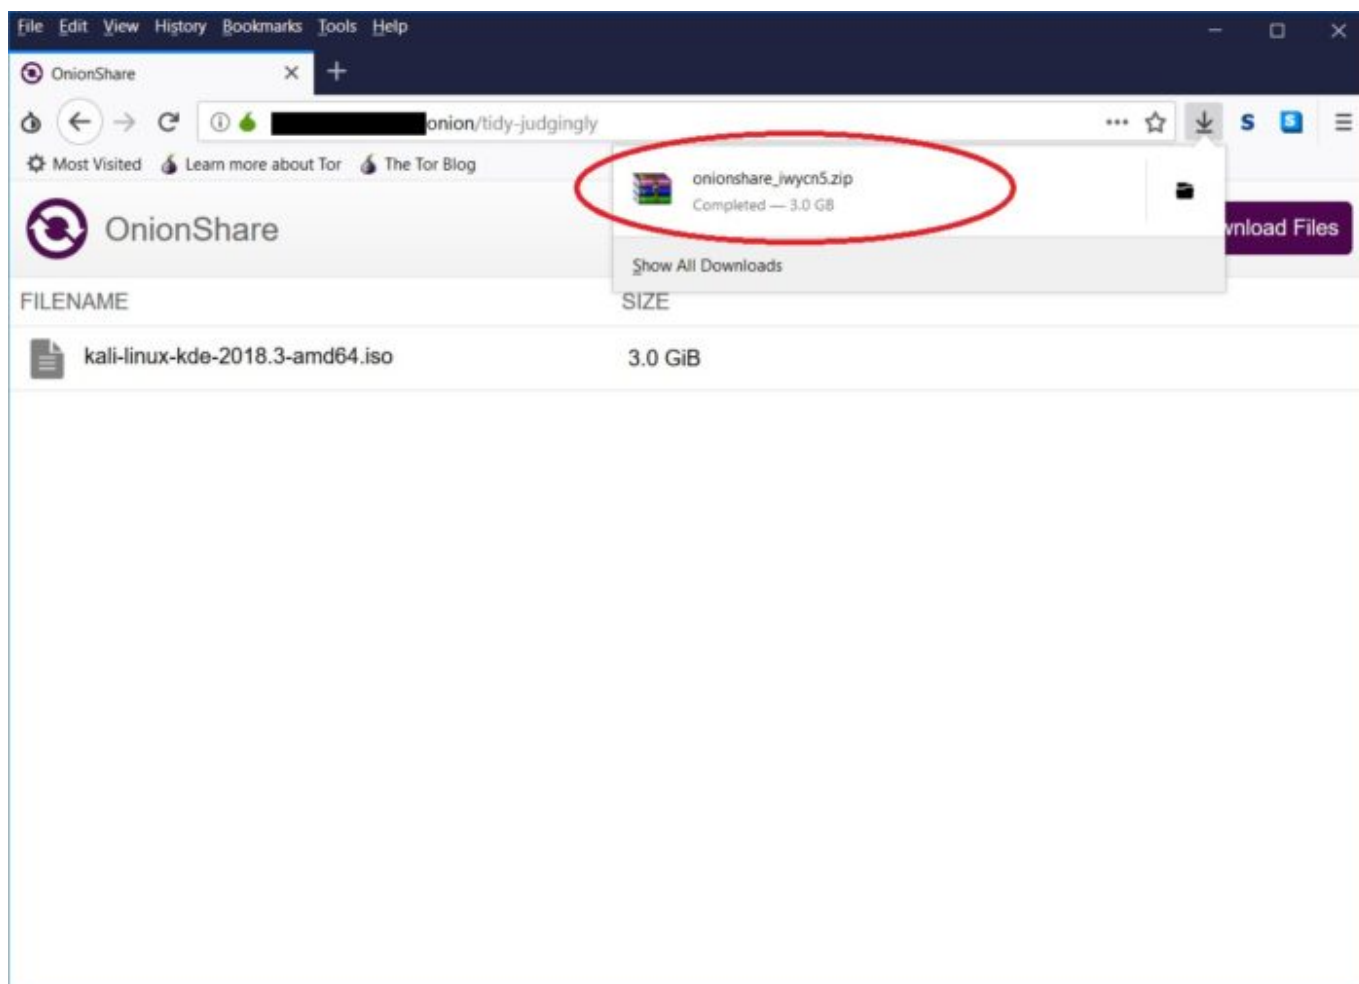 File Edit View History Bookmarks Tools Help
OnionShare
onion/tidy-judgingly
S S
Most Visited Learn more about Tor The Tor Blog
onionshare_iwycn5.zip
Completed — 3.0 GB
Show All Downloads
OnionShare
wnload Files
FILENAME SIZE
kali-linux-kde-2018.3-amd64.iso 3.0 GiB